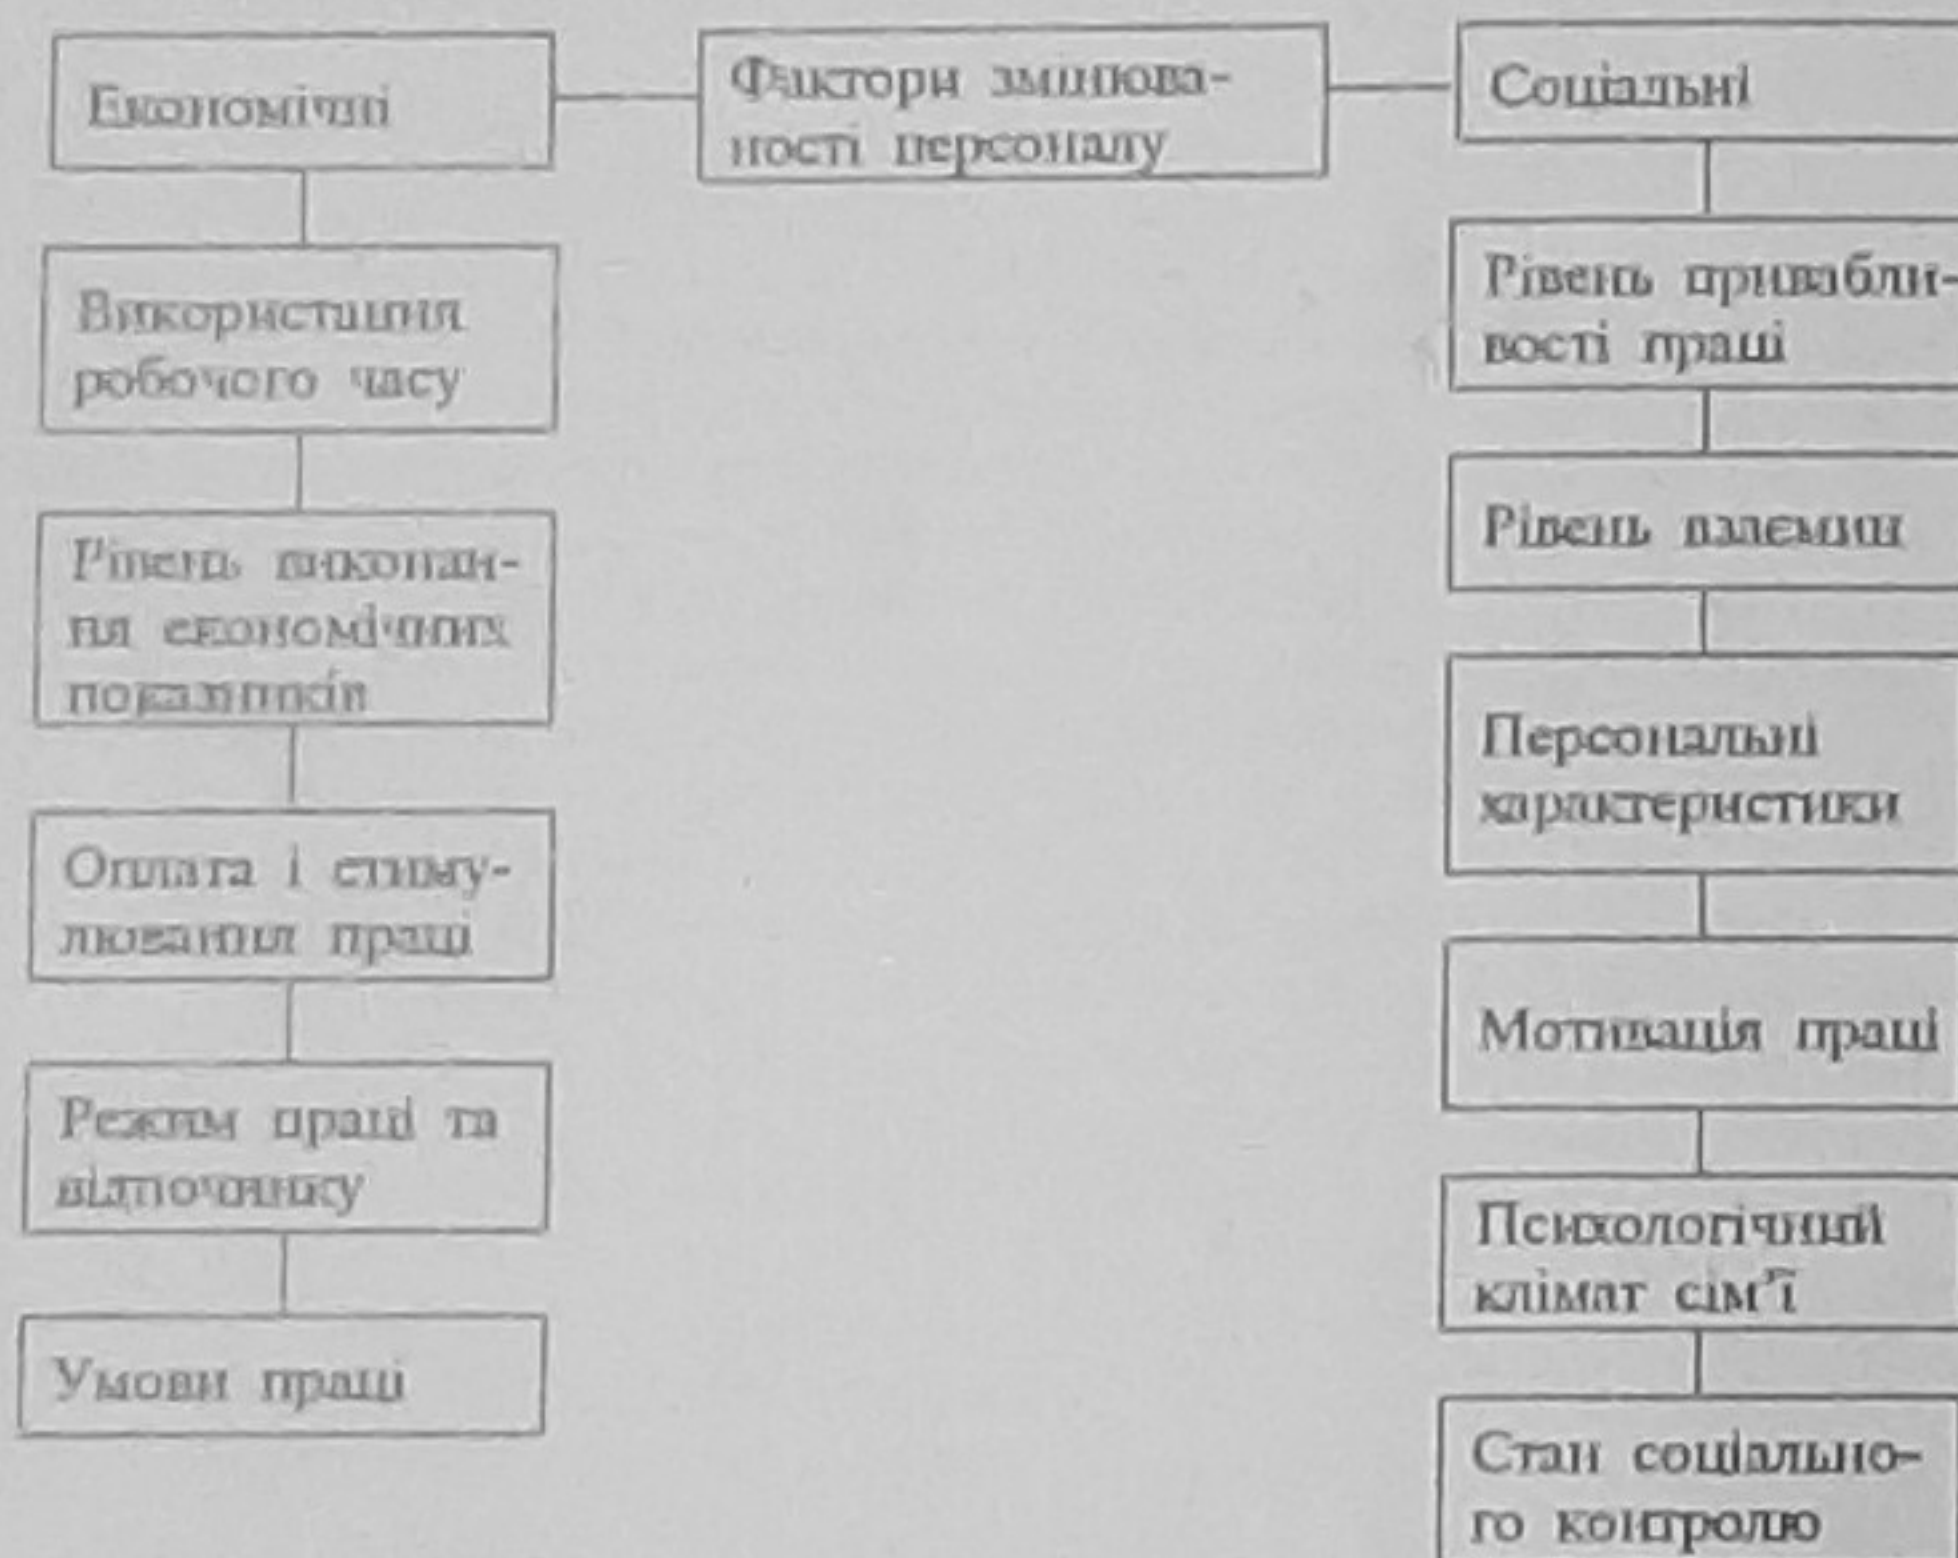 Економічні
Фактори змінюва-
ності персоналу
Соціальні
Використання
робочого часу
Рівень виконан-
ня економічних
показників
Оплата і стиму-
лювання праці
Режим праці та
відпочинку
Умови праці
Рівень привабли-
вості праці
Рівень взаємин
Персональні
характеристики
Мотивація праці
Психологічний
клімат сім’ї
Стан соціально-
го контролю